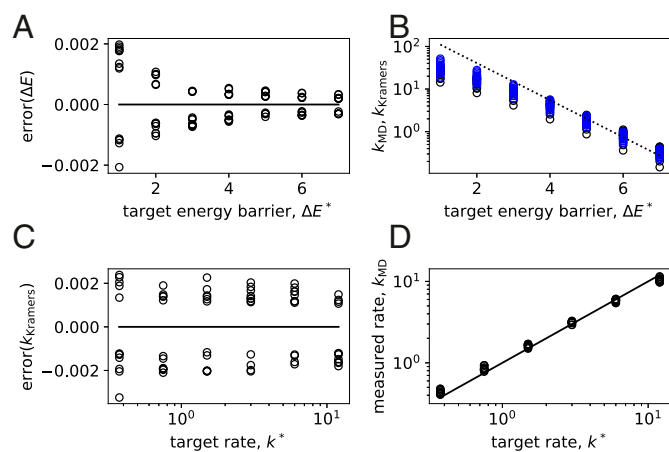 A
0.002
0.000
−0.002
error(ΔE)
2
4
6
target energy barrier, ΔE*
B
10²
10¹
10⁰
k_MD, k_Kramers
2
4
6
target energy barrier, ΔE*
C
0.002
0.000
−0.002
error(k_Kramers)
10⁰
10¹
target rate, k*
D
10¹
10⁰
measured rate, k_MD
10⁰
10¹
target rate, k*